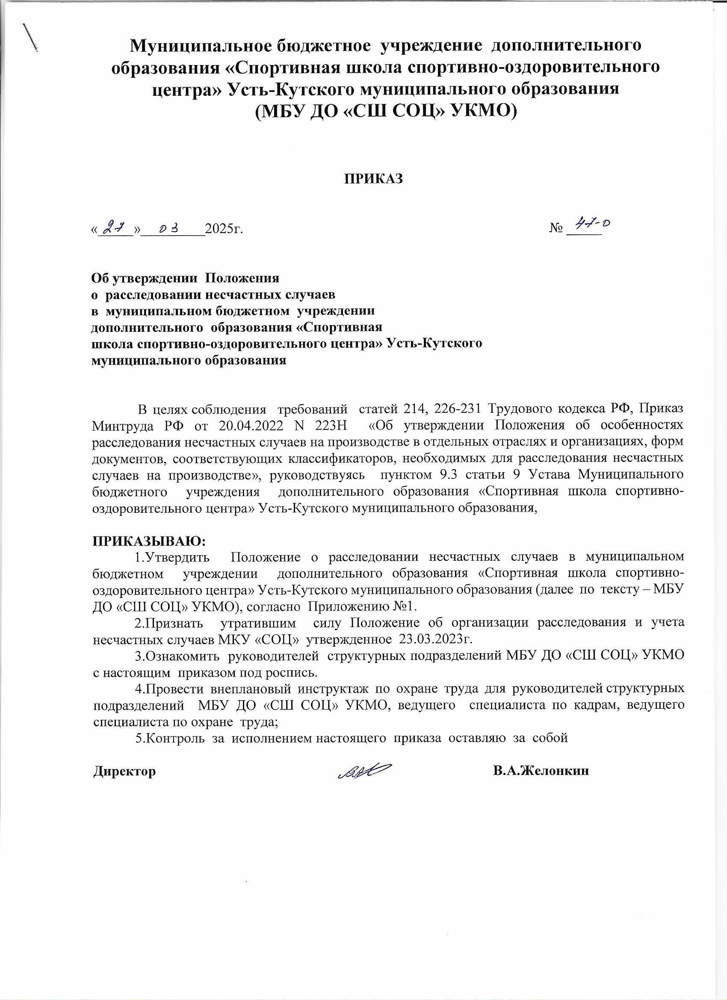 Муниципальное бюджетное учреждение дополнительного
образования «Спортивная школа спортивно-оздоровительного
центра» Усть-Кутского муниципального образования
(МБУ ДО «СШ СОЦ» УКМО)
ПРИКАЗ
« 27 » 03 2025г. № 47-0
Об утверждении Положения
о расследовании несчастных случаев
в муниципальном бюджетном учреждении
дополнительного образования «Спортивная
школа спортивно-оздоровительного центра» Усть-Кутского
муниципального образования
В целях соблюдения требований статей 214, 226-231 Трудового кодекса РФ, Приказ
Минтруда РФ от 20.04.2022 N 223Н «Об утверждении Положения об особенностях
расследования несчастных случаев на производстве в отдельных отраслях и организациях, форм
документов, соответствующих классификаторов, необходимых для расследования несчастных
случаев на производстве», руководствуясь пунктом 9.3 статьи 9 Устава Муниципального
бюджетного учреждения дополнительного образования «Спортивная школа спортивно-
оздоровительного центра» Усть-Кутского муниципального образования,
ПРИКАЗЫВАЮ:
1.Утвердить Положение о расследовании несчастных случаев в муниципальном
бюджетном учреждении дополнительного образования «Спортивная школа спортивно-
оздоровительного центра» Усть-Кутского муниципального образования (далее по тексту – МБУ
ДО «СШ СОЦ» УКМО), согласно Приложению №1.
2.Признать утратившим силу Положение об организации расследования и учета
несчастных случаев МКУ «СОЦ» утвержденное 23.03.2023г.
3.Ознакомить руководителей структурных подразделений МБУ ДО «СШ СОЦ» УКМО
с настоящим приказом под роспись.
4.Провести внеплановый инструктаж по охране труда для руководителей структурных
подразделений МБУ ДО «СШ СОЦ» УКМО, ведущего специалиста по кадрам, ведущего
специалиста по охране труда;
5.Контроль за исполнением настоящего приказа оставляю за собой
Директор В.А.Желонкин